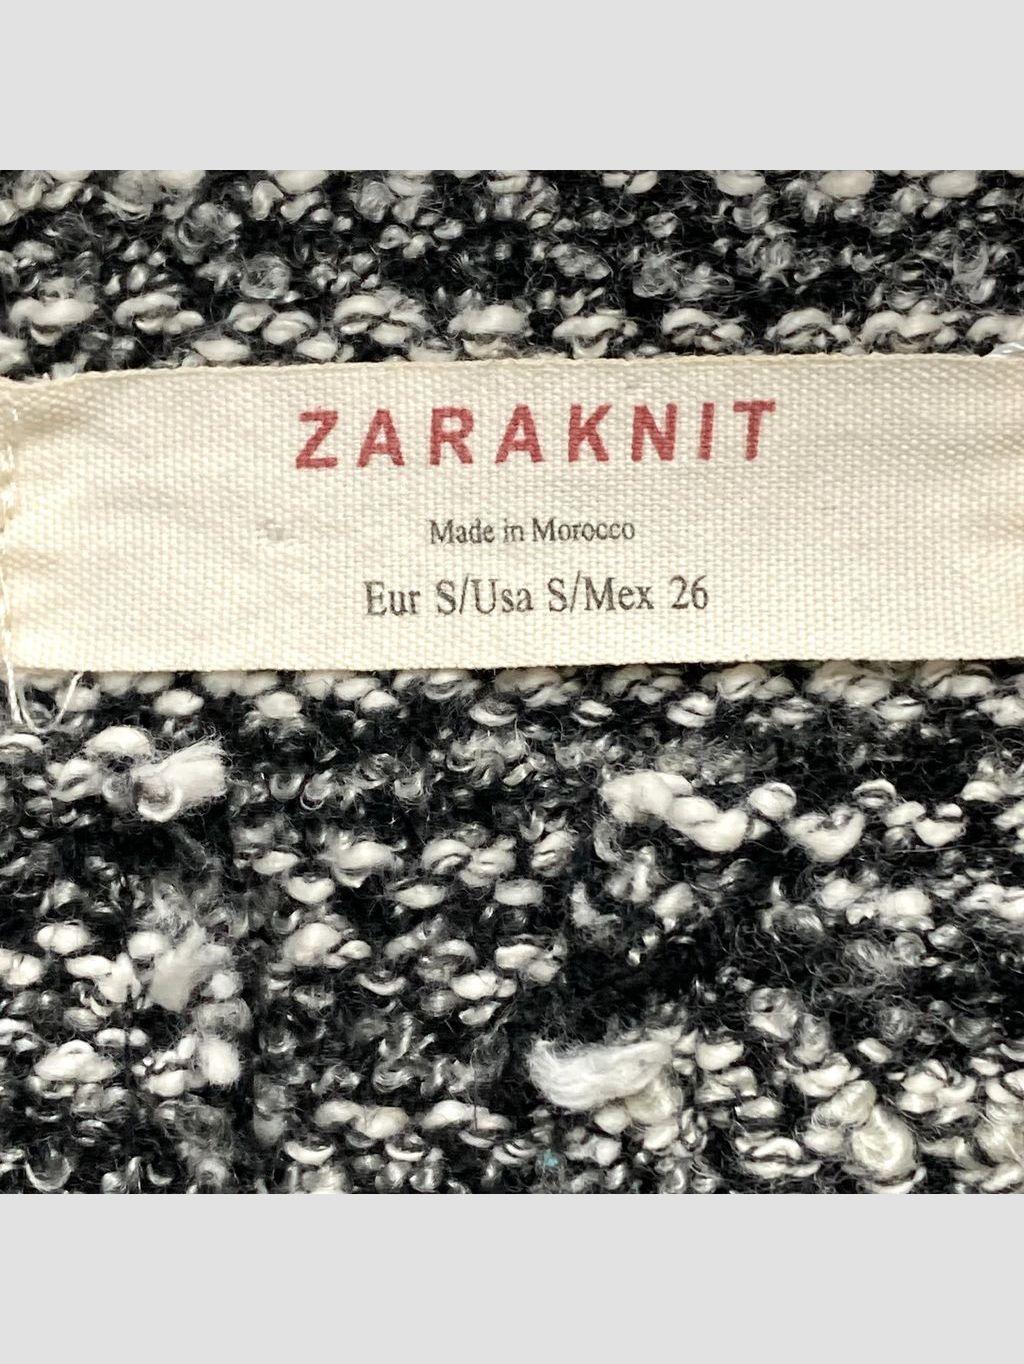 ZARAKNIT
Made in Morocco
Eur S/Usa S/Mex 26